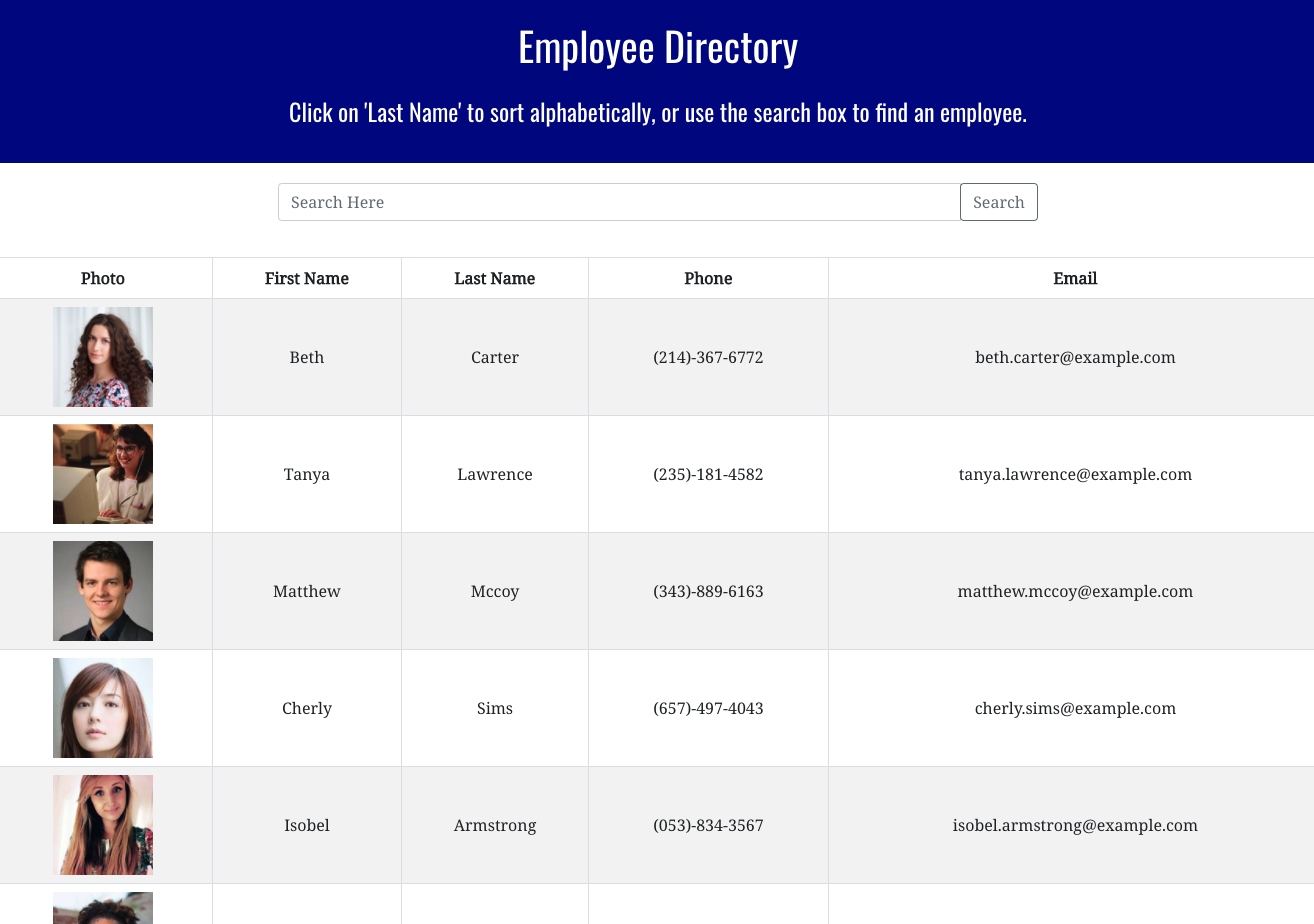 Employee Directory
Click on 'Last Name' to sort alphabetically, or use the search box to find an employee.
Search Here Search
Photo First Name Last Name Phone Email
Beth Carter (214)-367-6772 beth.carter@example.com
Tanya Lawrence (235)-181-4582 tanya.lawrence@example.com
Matthew Mccoy (343)-889-6163 matthew.mccoy@example.com
Cherly Sims (657)-497-4043 cherly.sims@example.com
Isobel Armstrong (053)-834-3567 isobel.armstrong@example.com